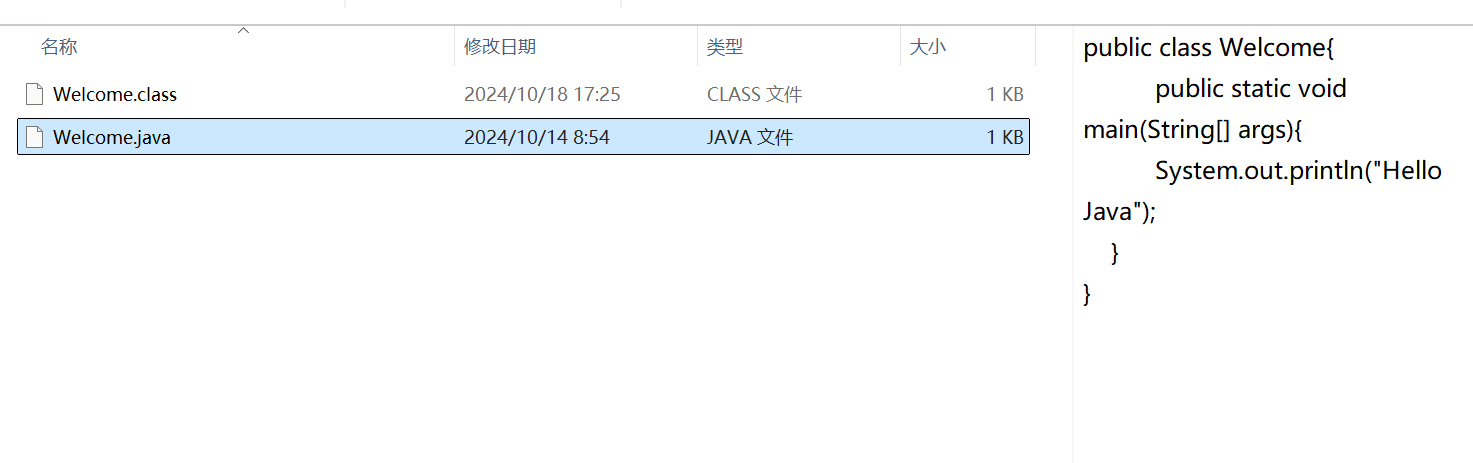 名称 修改日期 类型 大小
Welcome.class 2024/10/18 17:25 CLASS 文件 1 KB
Welcome.java 2024/10/14 8:54 JAVA 文件 1 KB
public class Welcome{
public static void
main(String[] args){
System.out.println("Hello
Java");
}
}